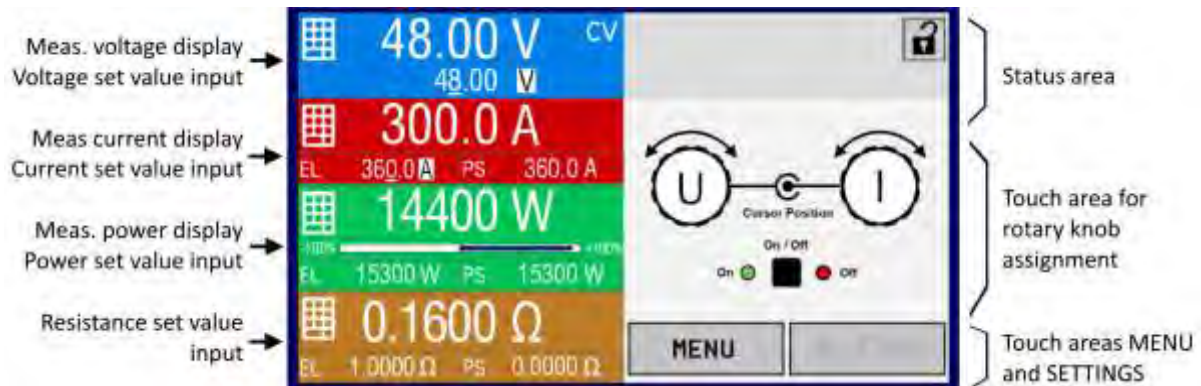 Meas. voltage display
Voltage set value input
Meas current display
Current set value input
Meas. power display
Power set value input
Resistance set value
input
48.00 V CV
48.00 V
300.0 A
EL 360.0 A PS 360.0 A
14400 W
-100% +100%
EL 15300 W PS 15300 W
0.1600 Ω
EL 1.0000 Ω PS 0.0000 Ω
U I
Cursor Position
On / Off
On Off
MENU
Status area
Touch area for
rotary knob
assignment
Touch areas MENU
and SETTINGS